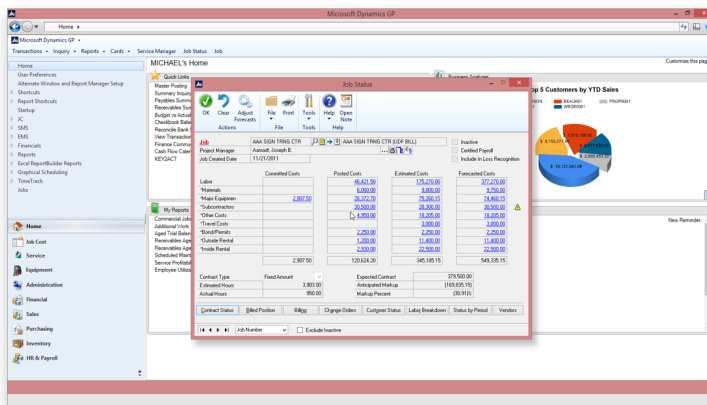 Microsoft Dynamics GP
Home
Microsoft Dynamics GP
Transactions Inquiry Reports Cards Service Manager Job Status Job
Home
User Preferences
Alternate Window and Report Manager Setup
Shortcuts
Report Shortcuts
Startup
JC
SMS
EMS
Financials
Reports
Excel ReportBuilder Reports
Graphical Scheduling
TimeTrack
Jobs
Home
Job Cost
Service
Equipment
Administration
Financial
Sales
Purchasing
Inventory
HR & Payroll
MICHAEL's Home
Customize this pag
Quick Links
Master Posting
Summary Inquiry
Payables Summa
Receivables Sum
Budget vs Actual
Checkbook Bala
Reconcile Bank
View Transaction
Finance Commu
Cash Flow Calen
KEY2ACT
My Reports
Commercial Jobs
Additional Work
Aged Trial Balan
Receivables Age
Receivables Age
Scheduled Maint
Service Profitabi
Employee Utiliza
Business Analyzer
op 5 Customers by YTD Sales
BEAU001 PROP0001
WEBE0001
New Reminder
Job Status
OK Clear Adjust Forecasts File Print Tools Help Open Note
Actions File Tools Help
Job AAA SIGN TRNG CTR AAA SIGN TRNG CTR (UDF BILL) Inactive
Project Manager Aamodt, Joseph B. Certified Payroll
Job Created Date 11/21/2011 Include In Loss Recognition
Committed Costs Posted Costs Estimated Costs Forecasted Costs
Labor 46,421.50 175,270.00 377,270.00
*Materials 6,000.00 9,000.00 9,750.00
*Major Equipmen 2,907.50 26,372.70 75,260.15 74,460.15
*Subcontractors 30,500.00 28,300.00 38,500.00
*Other Costs 4,950.00 18,205.00 18,205.00
*Travel Costs 3,000.00 3,000.00
*Bond/Permits 2,250.00 2,250.00 2,250.00
*Outside Rental 1,200.00 11,400.00 11,400.00
*Inside Rental 2,930.00 22,500.00 22,500.00
2,907.50 120,624.20 345,185.15 549,335.15
Contract Type Fixed Amount Expected Contract 379,500.00
Estimated Hours 3,903.00 Anticipated Markup (169,835.15)
Actual Hours 950.00 Markup Percent (30.91)%
Contract Status Billed Position Billing Change Orders Customer Status Labor Breakdown Status by Period Vendors
Job Number Exclude Inactive